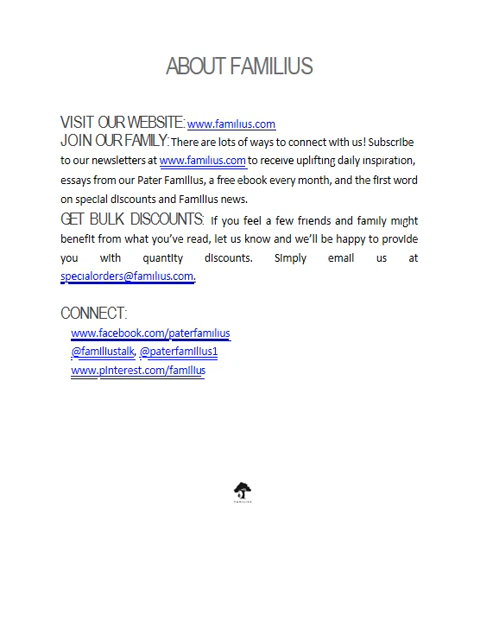 ABOUT FAMILIUS
VISIT OUR WEBSITE: www.familius.com
JOIN OUR FAMILY: There are lots of ways to connect with us! Subscribe
to our newsletters at www.familius.com to receive uplifting daily inspiration,
essays from our Pater Familius, a free ebook every month, and the first word
on special discounts and Familius news.
GET BULK DISCOUNTS: If you feel a few friends and family might
benefit from what you've read, let us know and we'll be happy to provide
you with quantity discounts. Simply email us at
specialorders@familius.com.
CONNECT:
www.facebook.com/paterfamilius
@familiustalk, @paterfamilius1
www.pinterest.com/familius
FAMILIUS